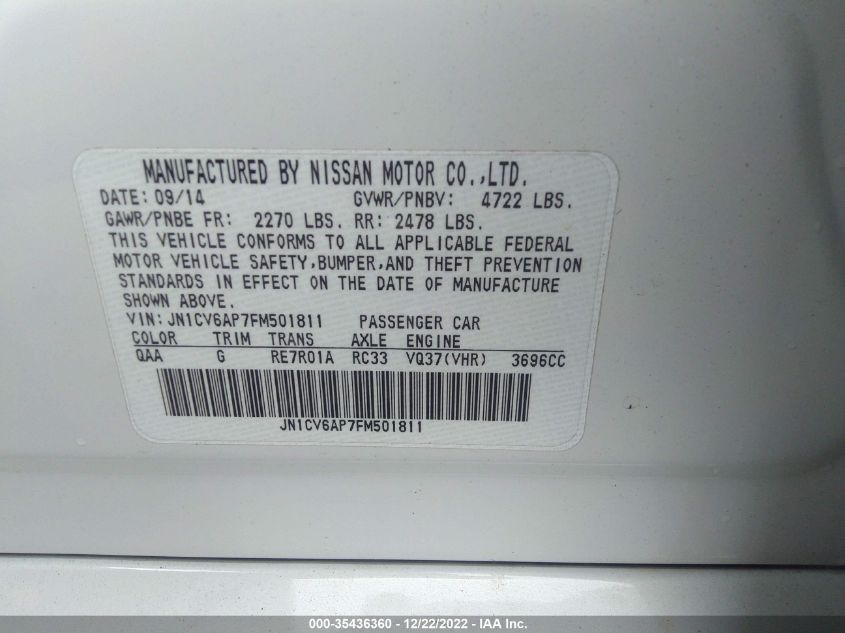 MANUFACTURED BY NISSAN MOTOR CO.,LTD.
DATE: 09/14 GVWR/PNBV: 4722 LBS.
GAWR/PNBE FR: 2270 LBS. RR: 2478 LBS.
THIS VEHICLE CONFORMS TO ALL APPLICABLE FEDERAL
MOTOR VEHICLE SAFETY,BUMPER,AND THEFT PREVENTION
STANDARDS IN EFFECT ON THE DATE OF MANUFACTURE
SHOWN ABOVE.
VIN: JN1CV6AP7FM501811 PASSENGER CAR
COLOR TRIM TRANS AXLE ENGINE
QAA G RE7R01A RC33 VQ37(VHR) 3696CC
JN1CV6AP7FM501811
000-35436360 - 12/22/2022 - IAA Inc.